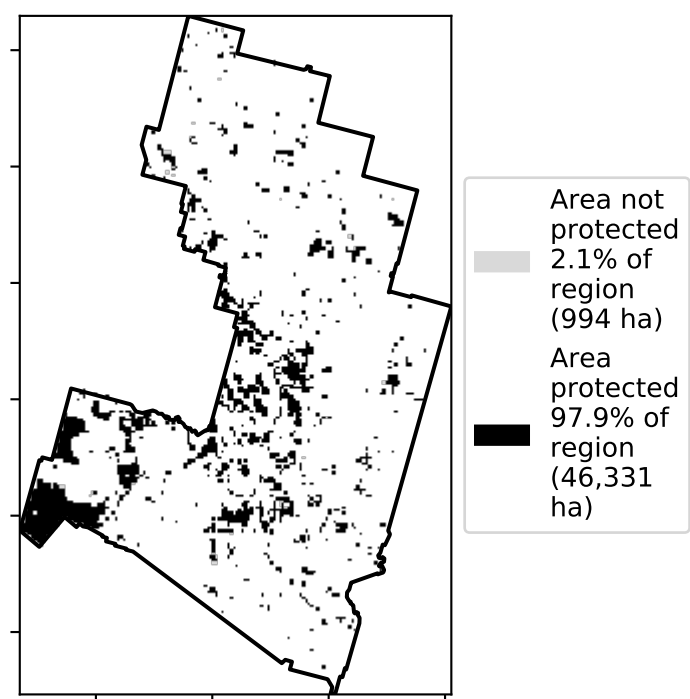 Area not
protected
2.1% of
region
(994 ha)
Area
protected
97.9% of
region
(46,331
ha)